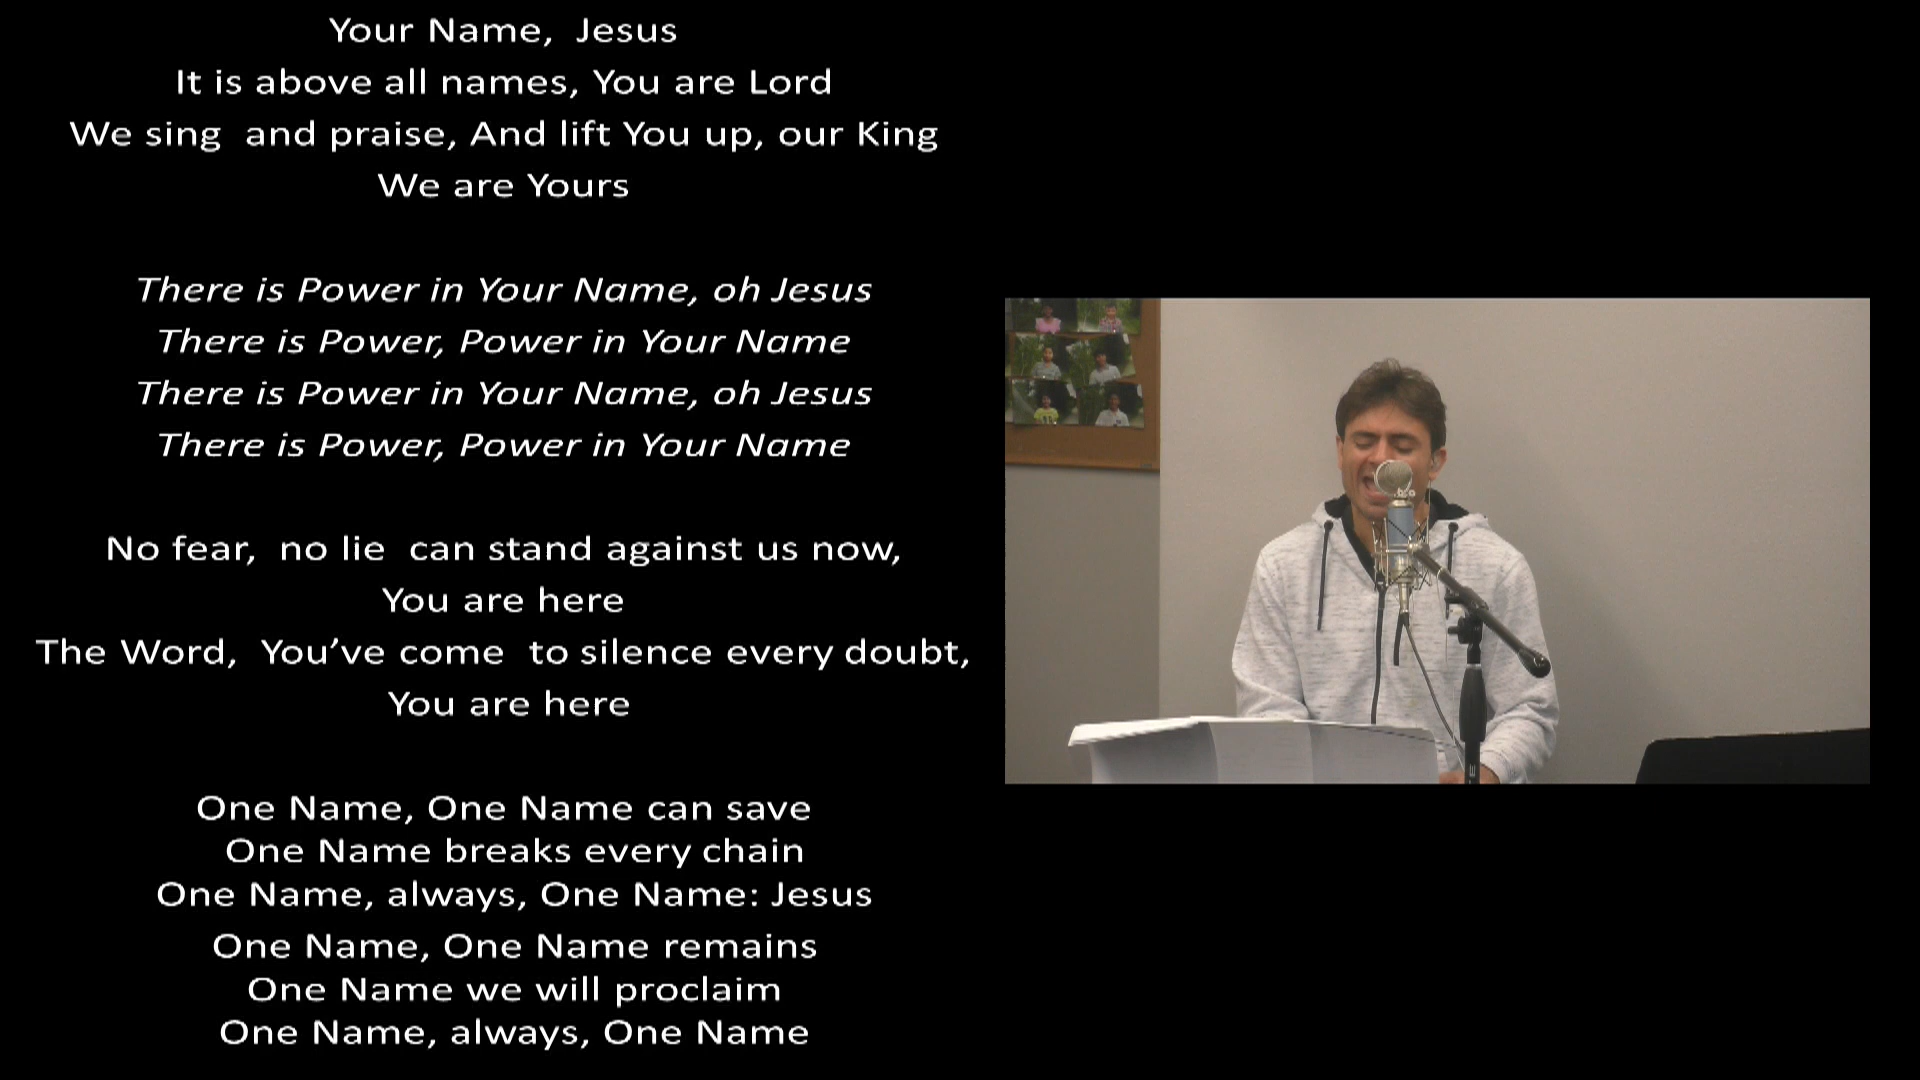 Your Name, Jesus
It is above all names, You are Lord
We sing and praise, And lift You up, our King
We are Yours
There is Power in Your Name, oh Jesus
There is Power, Power in Your Name
There is Power in Your Name, oh Jesus
There is Power, Power in Your Name
No fear, no lie can stand against us now,
You are here
The Word, You’ve come to silence every doubt,
You are here
One Name, One Name can save
One Name breaks every chain
One Name, always, One Name: Jesus
One Name, One Name remains
One Name we will proclaim
One Name, always, One Name